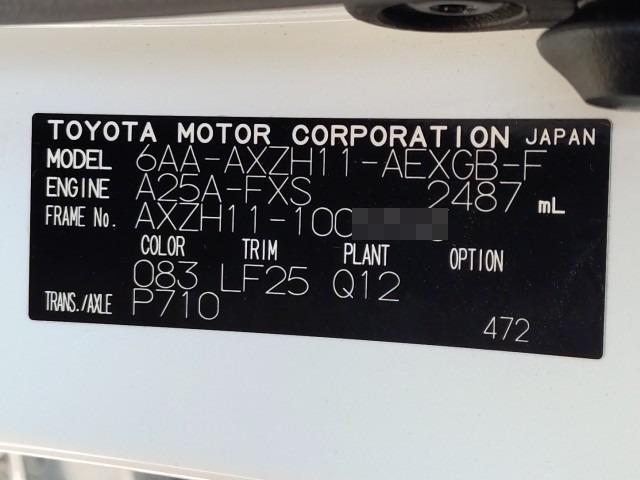 TOYOTA MOTOR CORPORATION JAPAN
MODEL 6AA-AXZH11-AEXGB-F
ENGINE A25A-FXS 2487 mL
FRAME No. AXZH11-100
COLOR TRIM PLANT OPTION
083 LF25 Q12
TRANS./AXLE P710
472